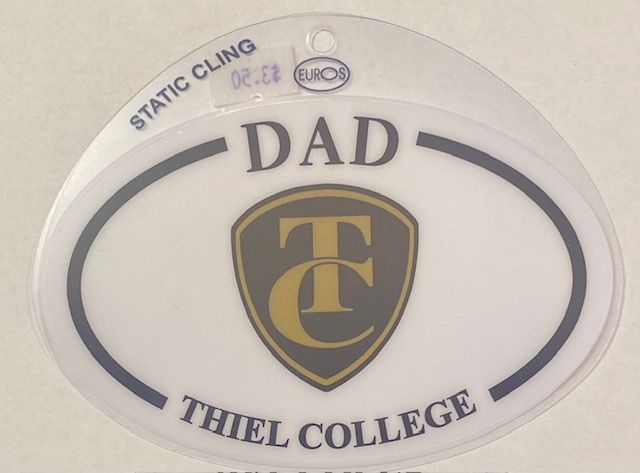 STATIC CLING
$3.50
EUROS
DAD
TC
THIEL COLLEGE